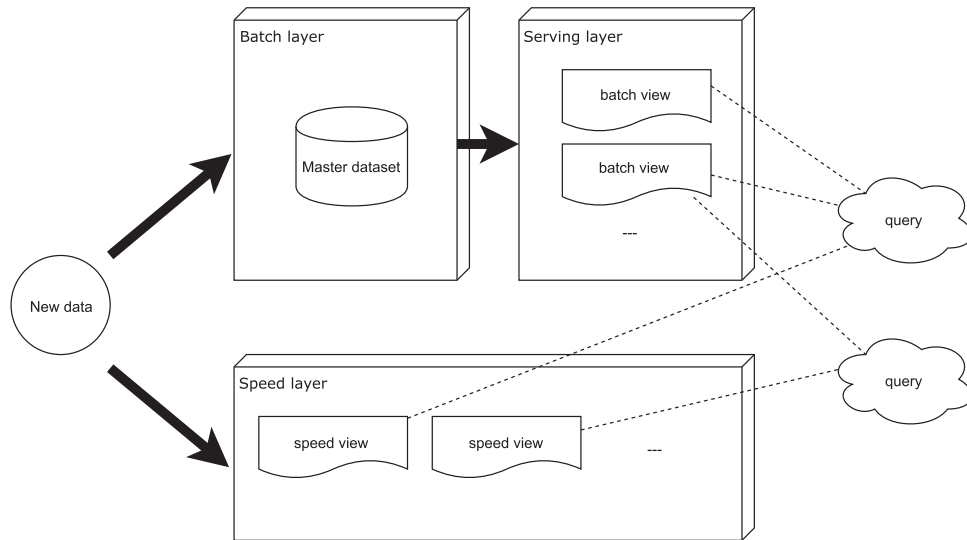 Batch layer
Master dataset
Serving layer
batch view
batch view
---
query
New data
Speed layer
speed view
speed view
---
query